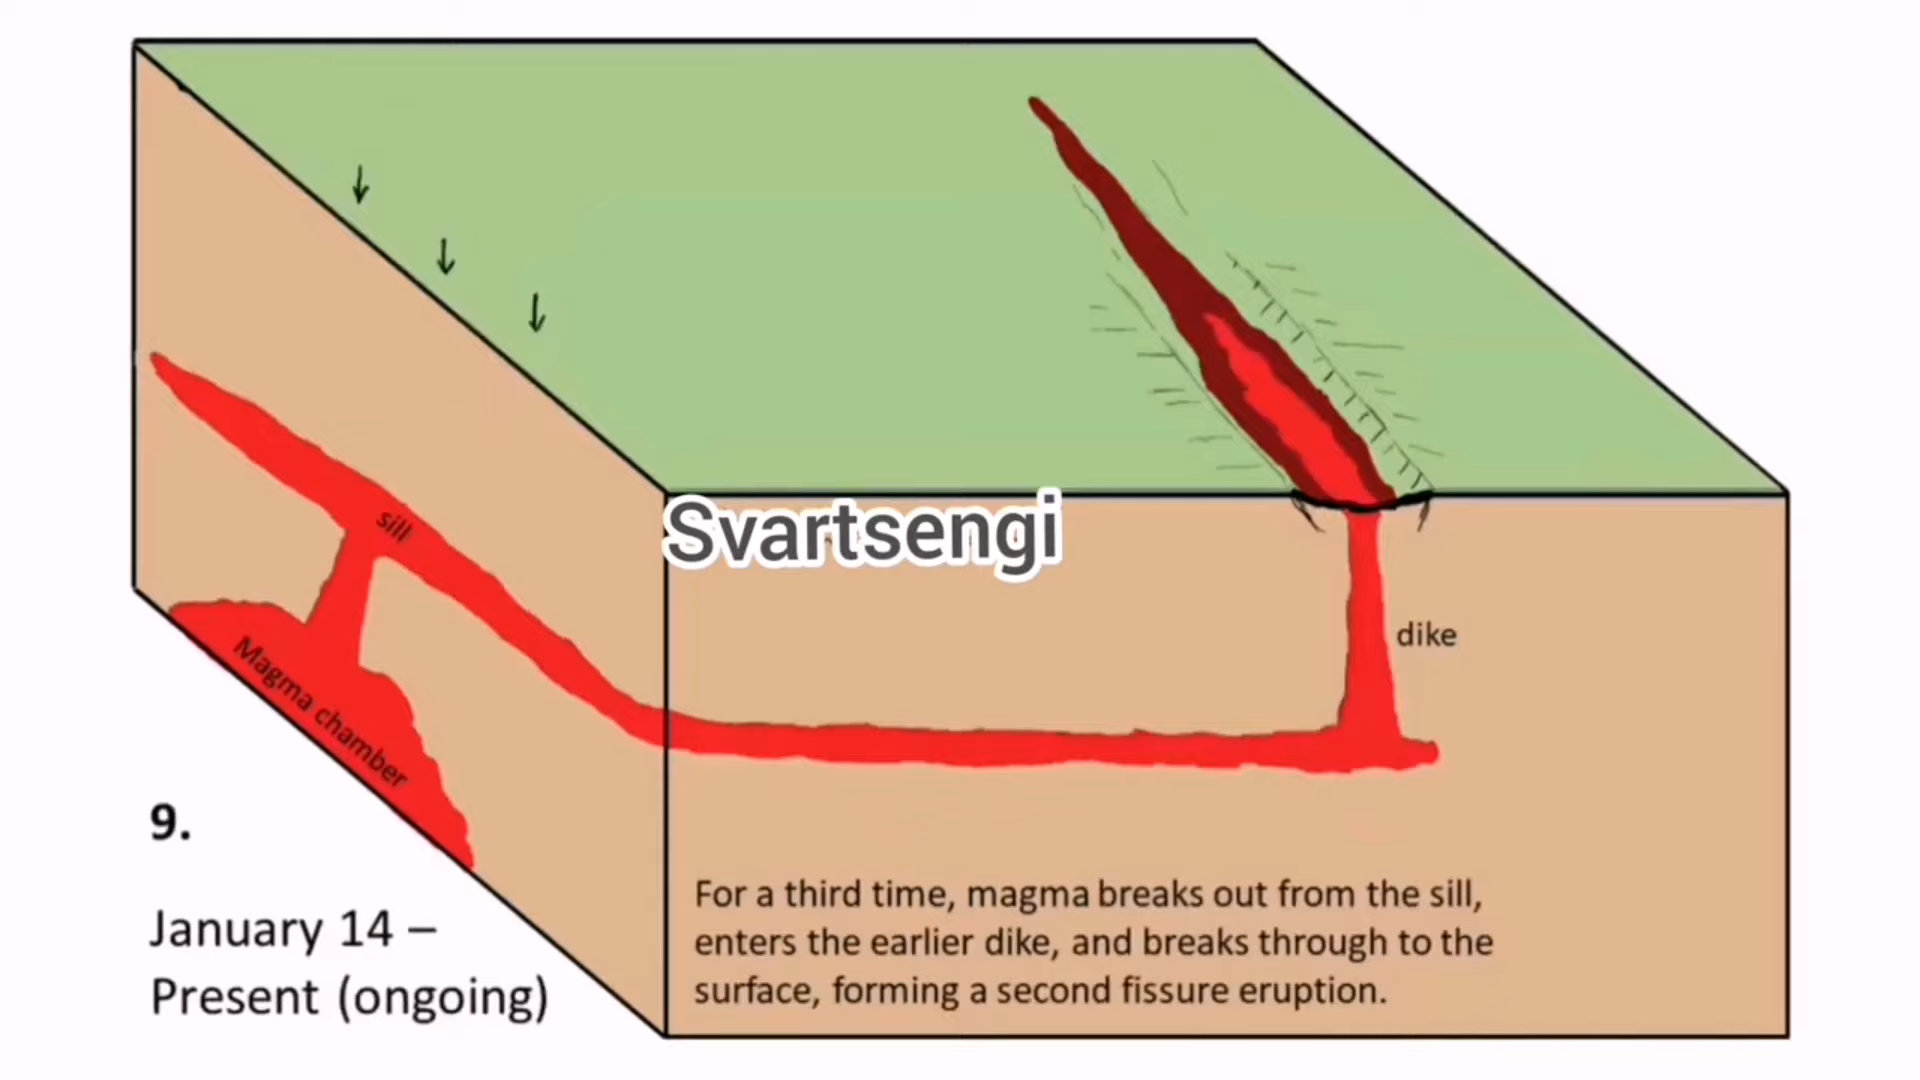 sill
Svartsengi
dike
Magma chamber
9.
January 14 –
Present (ongoing)
For a third time, magma breaks out from the sill,
enters the earlier dike, and breaks through to the
surface, forming a second fissure eruption.